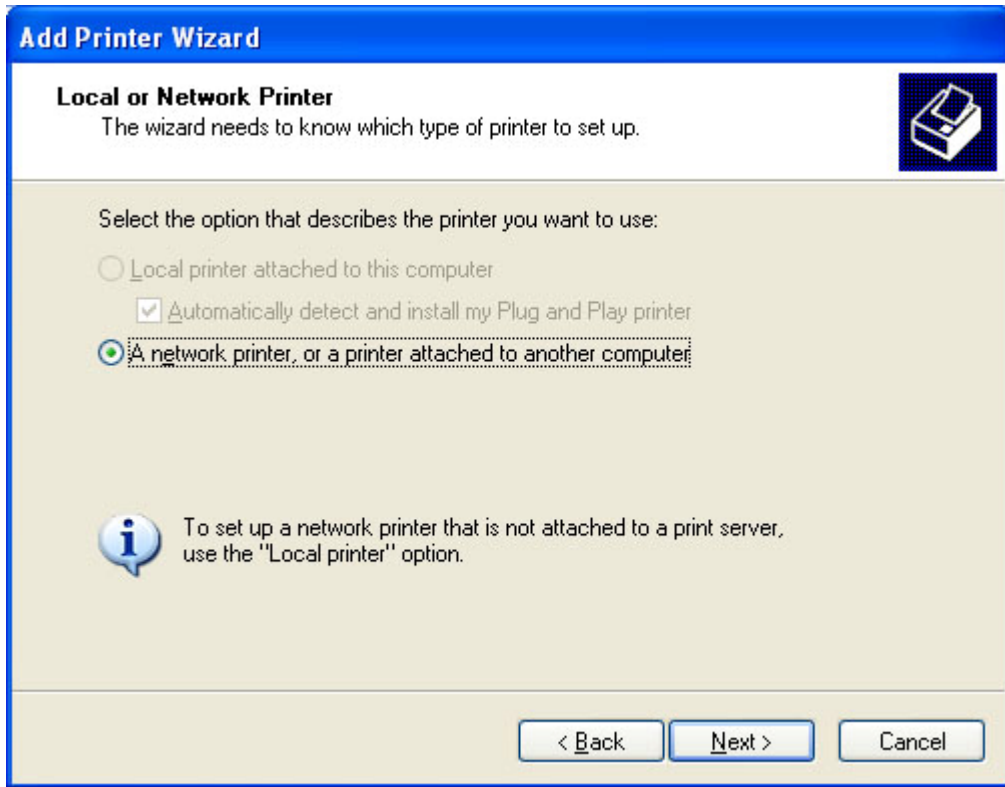 Add Printer Wizard
Local or Network Printer
The wizard needs to know which type of printer to set up.
Select the option that describes the printer you want to use:
Local printer attached to this computer
Automatically detect and install my Plug and Play printer
A network printer, or a printer attached to another computer
To set up a network printer that is not attached to a print server,
use the "Local printer" option.
< Back
Next >
Cancel